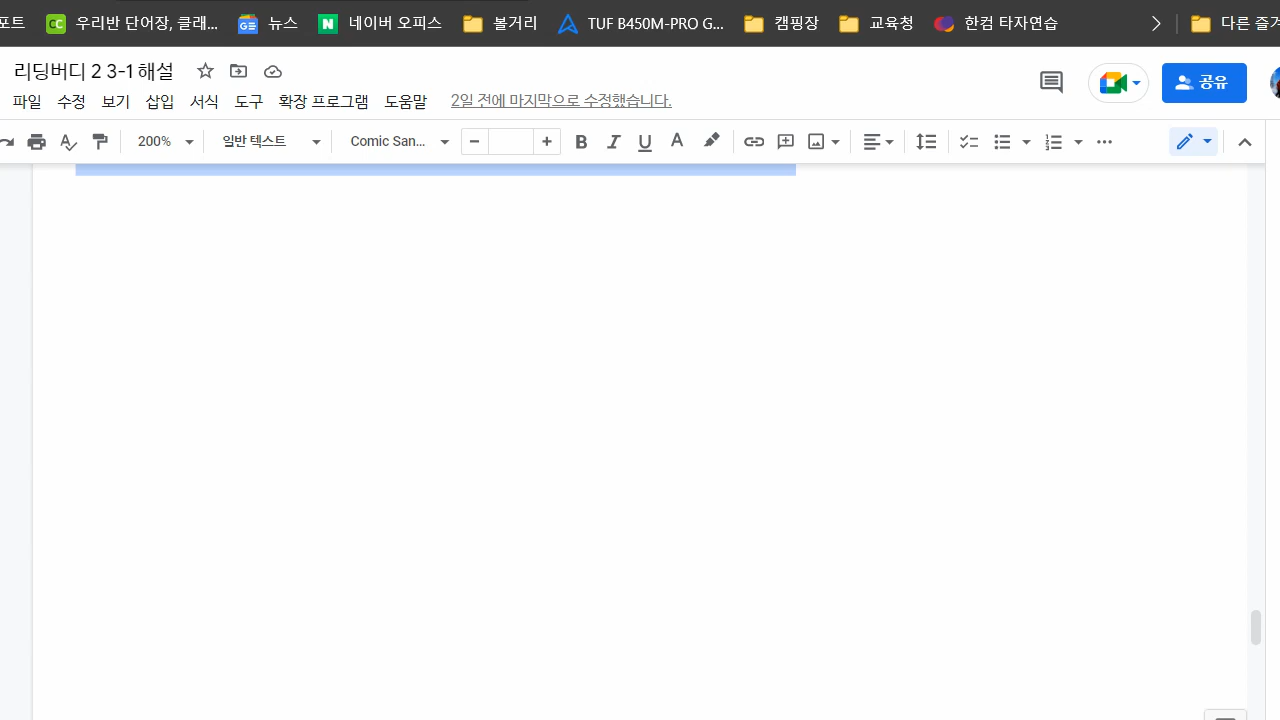 포트 CC 우리반 단어장, 클래... GE 뉴스 N 네이버 오피스 볼거리 TUF B450M-PRO G... 캠핑장 교육청 한컴 타자연습 다른 즐겨
리딩버디 2 3-1 해설
파일 수정 보기 삽입 서식 도구 확장 프로그램 도움말 2일 전에 마지막으로 수정했습니다. 공유
200% 일반 텍스트 Comic San... − + B I U A